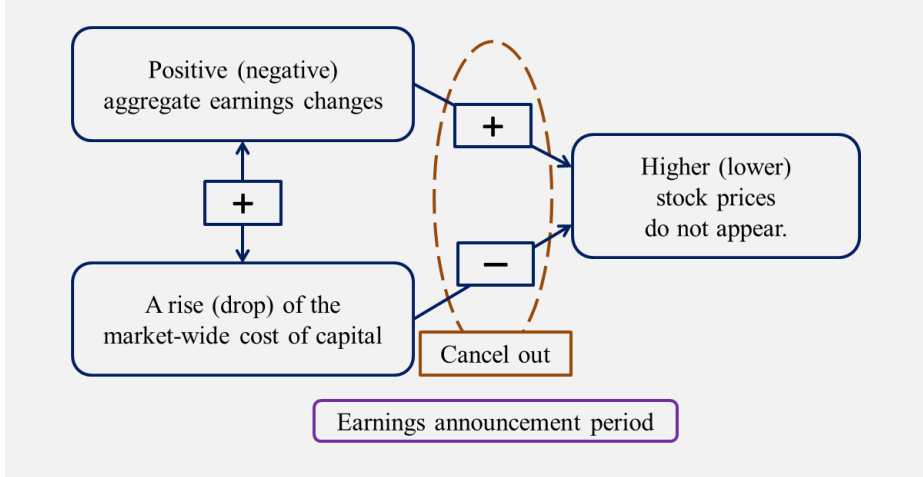 Positive (negative)
aggregate earnings changes
+
Higher (lower)
stock prices
do not appear.
+
−
A rise (drop) of the
market-wide cost of capital
Cancel out
Earnings announcement period